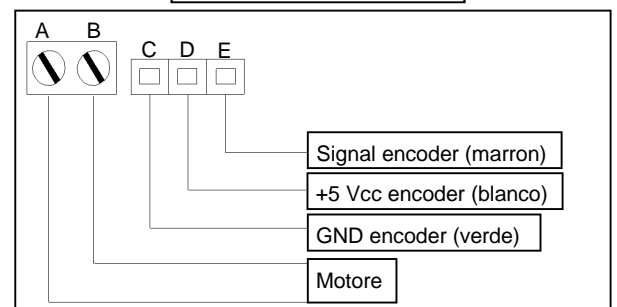 A B
C D E
Signal encoder (marron)
+5 Vcc encoder (blanco)
GND encoder (verde)
Motore